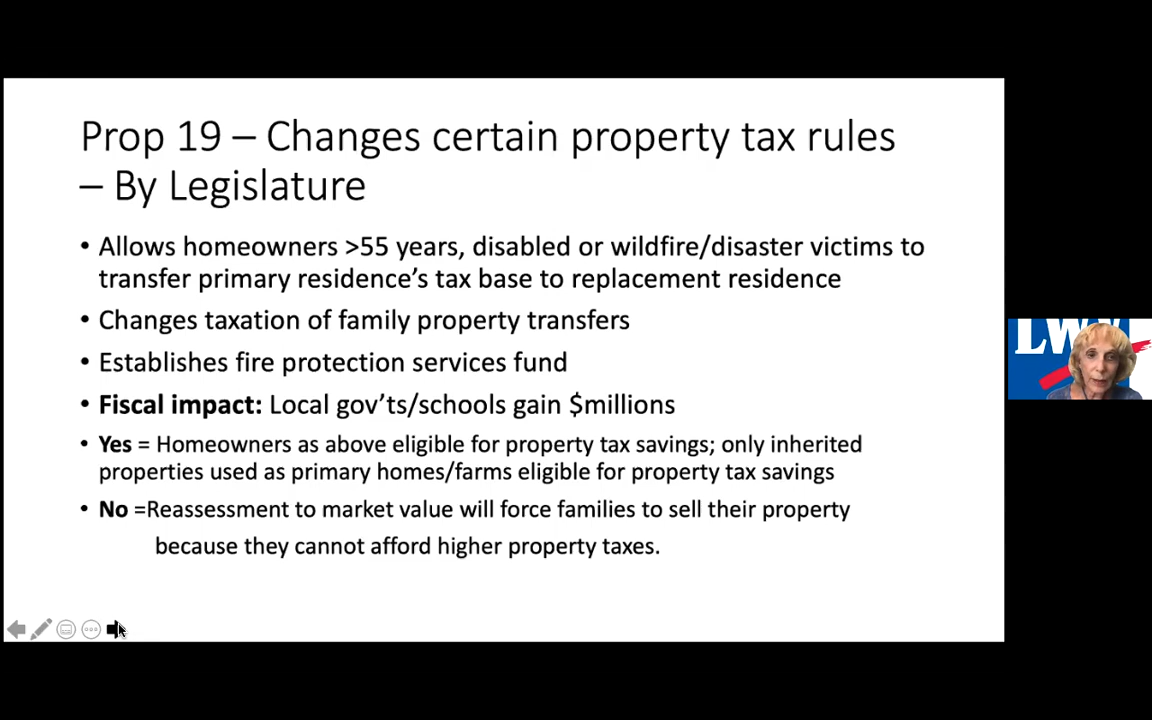 Prop 19 – Changes certain property tax rules
– By Legislature
• Allows homeowners >55 years, disabled or wildfire/disaster victims to
transfer primary residence’s tax base to replacement residence
• Changes taxation of family property transfers
• Establishes fire protection services fund
• Fiscal impact: Local gov’ts/schools gain $millions
• Yes = Homeowners as above eligible for property tax savings; only inherited
properties used as primary homes/farms eligible for property tax savings
• No =Reassessment to market value will force families to sell their property
because they cannot afford higher property taxes.
LWV